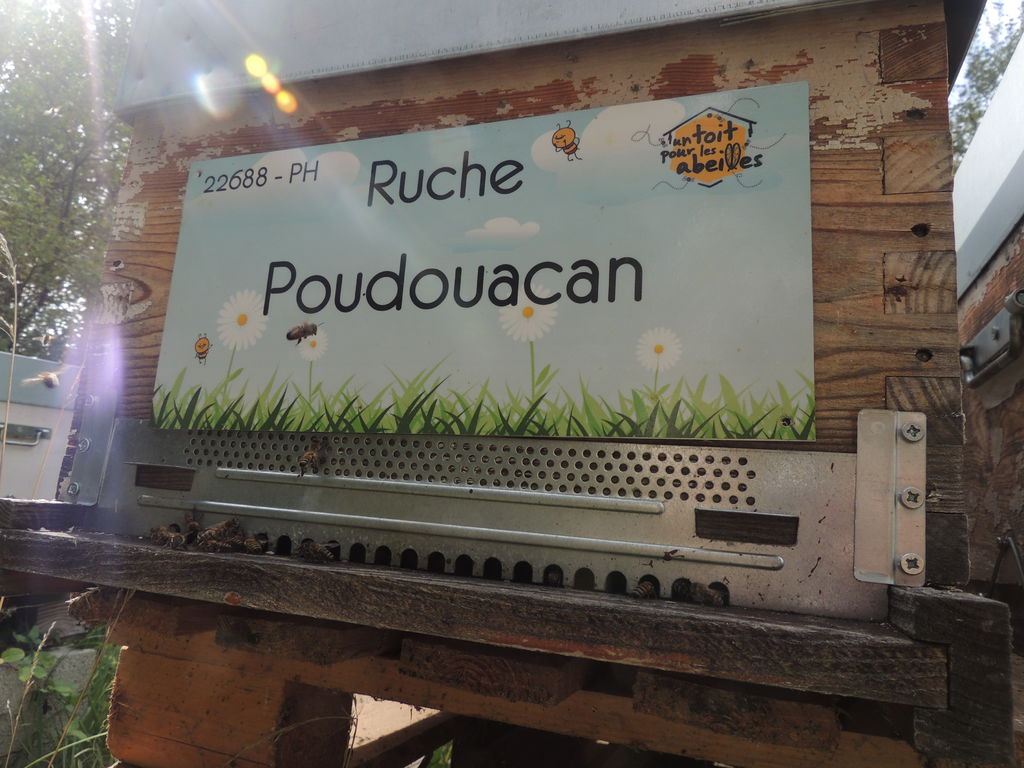 22688 - PH
Ruche
Poudouacan
un toit
pour les
abeilles